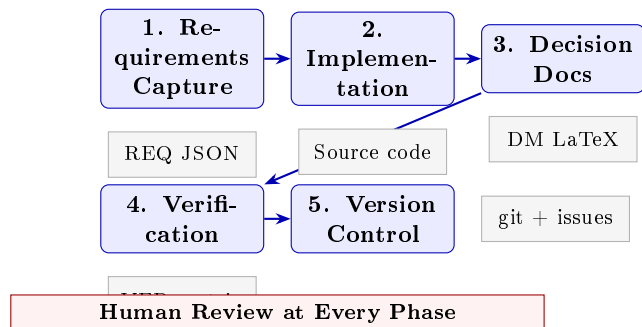 1. Re-
quirements
Capture
2.
Implemen-
tation
3. Decision
Docs
REQ JSON
Source code
DM LaTeX
4. Verifi-
cation
5. Version
Control
git + issues
Human Review at Every Phase